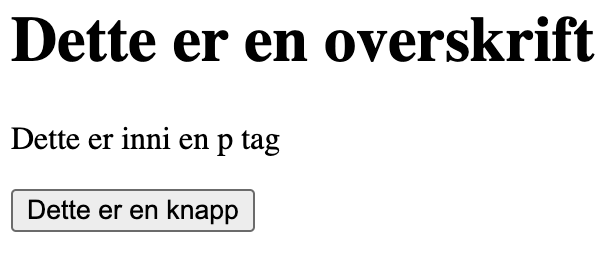 Dette er en overskrift
Dette er inni en p tag
Dette er en knapp